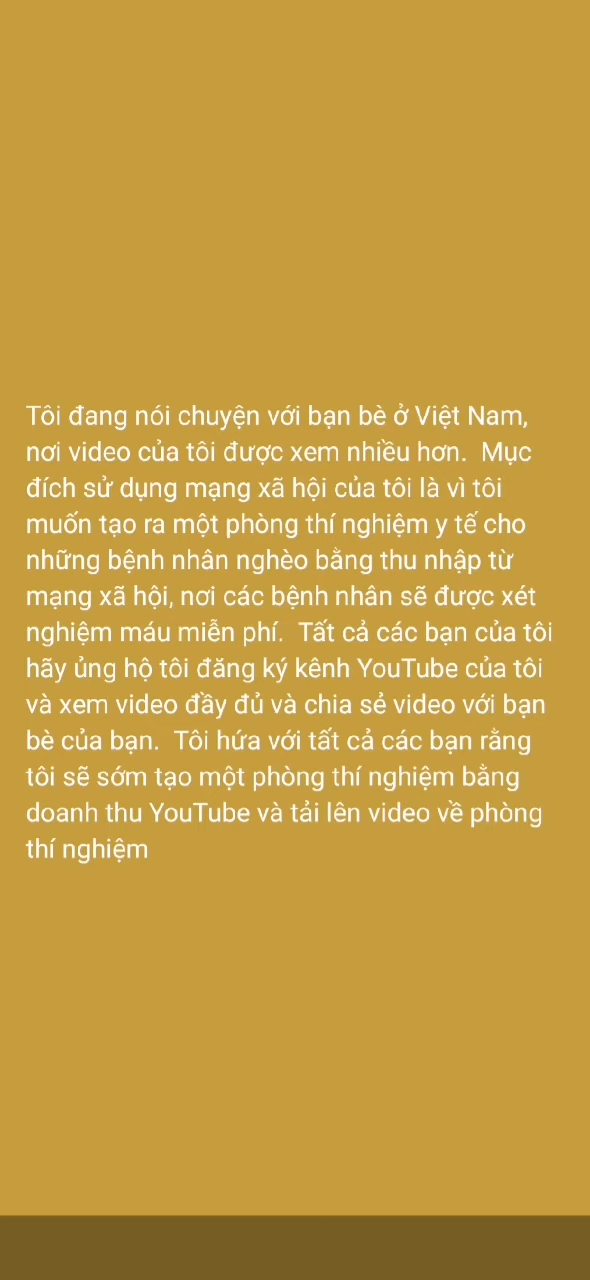 Tôi đang nói chuyện với bạn bè ở Việt Nam,
nơi video của tôi được xem nhiều hơn.  Mục
đích sử dụng mạng xã hội của tôi là vì tôi
muốn tạo ra một phòng thí nghiệm y tế cho
những bệnh nhân nghèo bằng thu nhập từ
mạng xã hội, nơi các bệnh nhân sẽ được xét
nghiệm máu miễn phí.  Tất cả các bạn của tôi
hãy ủng hộ tôi đăng ký kênh YouTube của tôi
và xem video đầy đủ và chia sẻ video với bạn
bè của bạn.  Tôi hứa với tất cả các bạn rằng
tôi sẽ sớm tạo một phòng thí nghiệm bằng
doanh thu YouTube và tải lên video về phòng
thí nghiệm